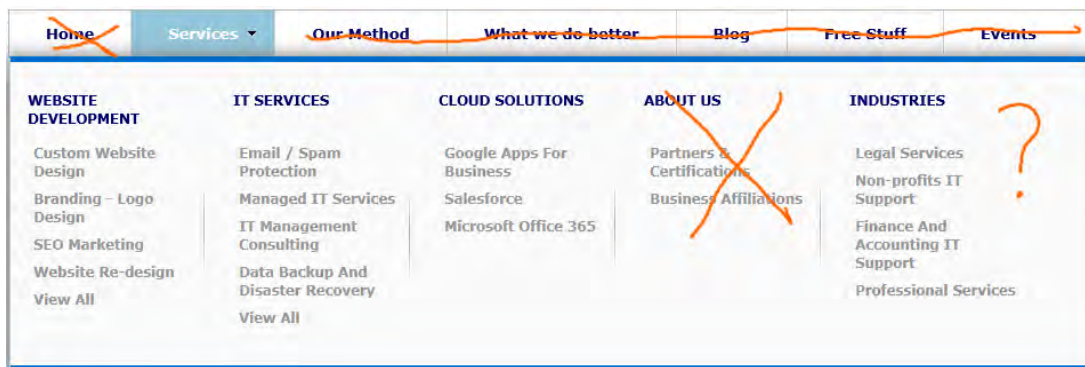 Home Services Our Method What we do better Blog Free Stuff Events
WEBSITE
DEVELOPMENT
Custom Website
Design
Branding – Logo
Design
SEO Marketing
Website Re-design
View All
IT SERVICES
Email / Spam
Protection
Managed IT Services
IT Management
Consulting
Data Backup And
Disaster Recovery
View All
CLOUD SOLUTIONS
Google Apps For
Business
Salesforce
Microsoft Office 365
ABOUT US
Partners &
Certifications
Business Affiliations
INDUSTRIES
Legal Services
Non-profits IT
Support
Finance And
Accounting IT
Support
Professional Services
?